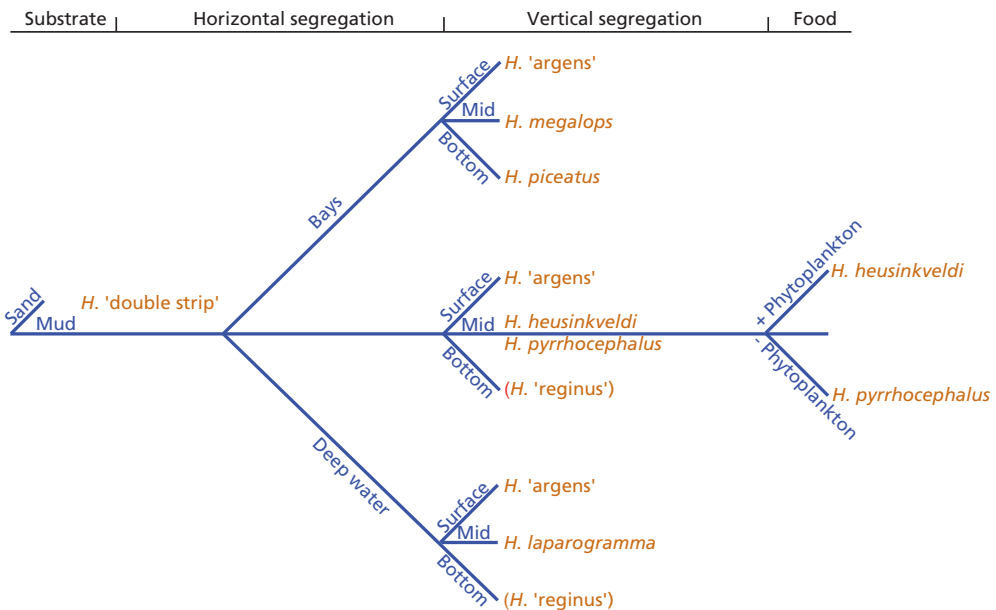 Substrate Horizontal segregation Vertical segregation Food
Surface H. 'argens'
Mid H. megalops
Bottom H. piceatus
Bays
Sand
Mud
H. 'double strip'
Surface H. 'argens'
Mid H. heusinkveldi
H. pyrrhocephalus
Bottom (H. 'reginus')
+ Phytoplankton H. heusinkveldi
- Phytoplankton H. pyrrhocephalus
Deep water
Surface H. 'argens'
Mid H. laparogramma
Bottom (H. 'reginus')